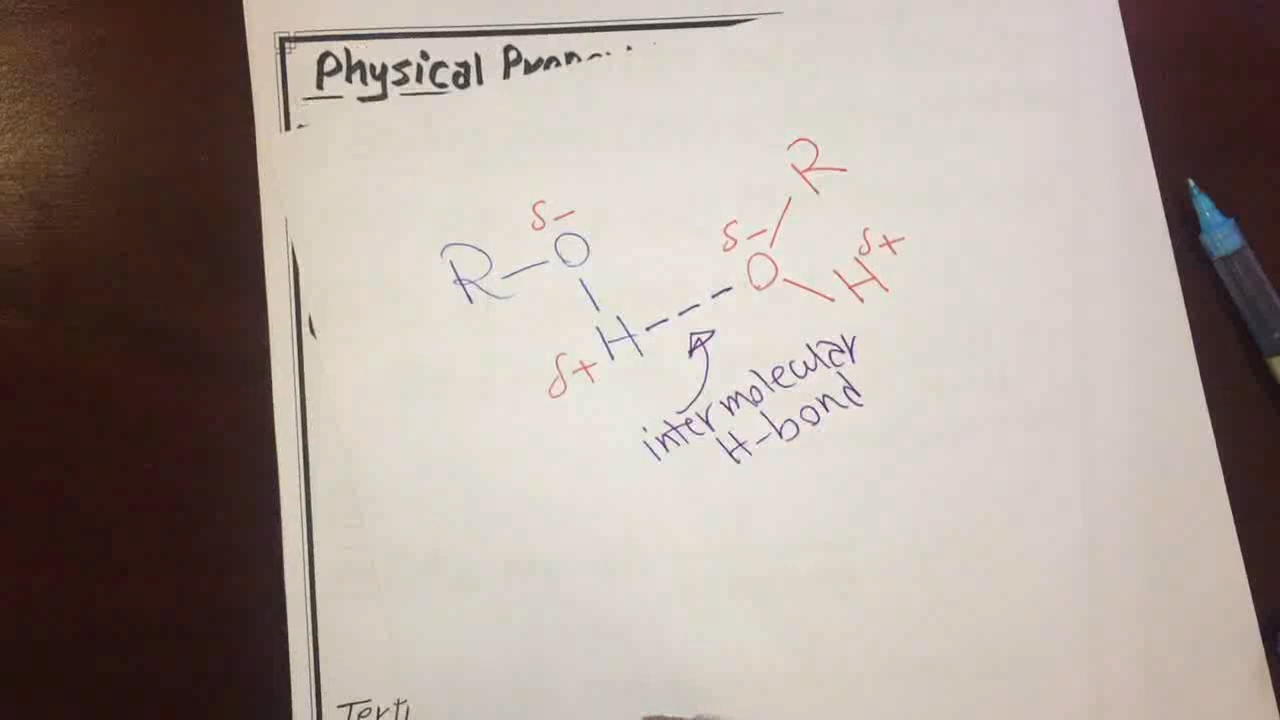 Physical
R
δ-
δ-
R-O
O
H
δ+
H
δ+
intermolecular
H-bond